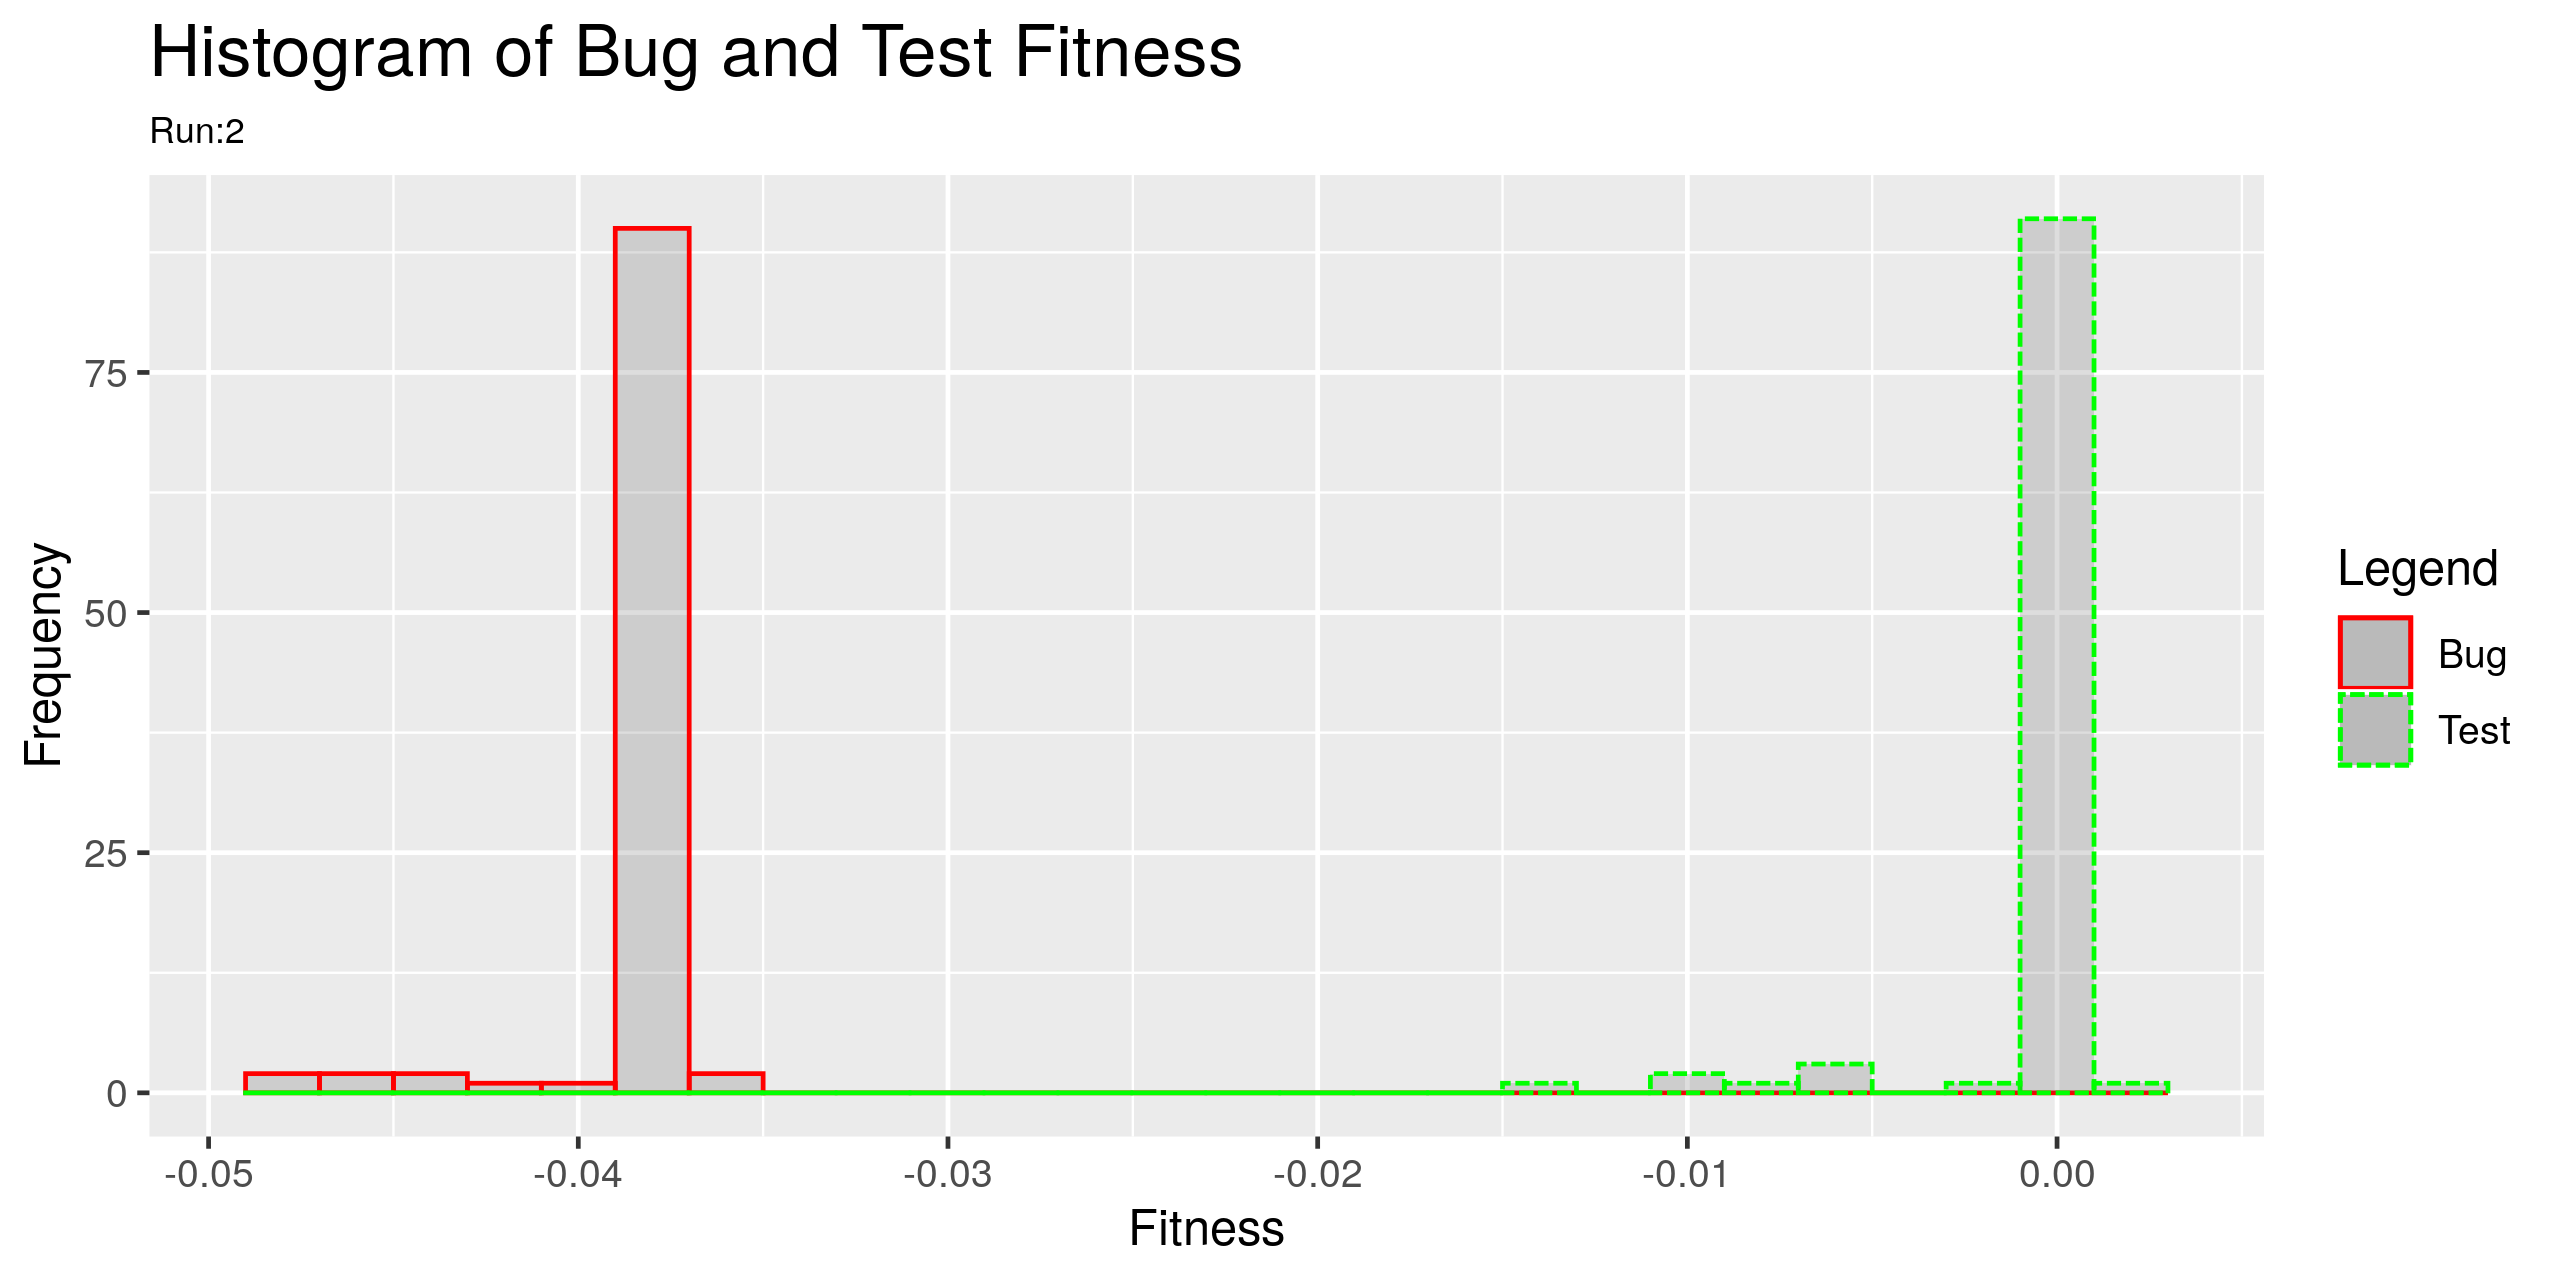 Histogram of Bug and Test Fitness
Run:2
Frequency
75
50
25
0
-0.05
-0.04
-0.03
-0.02
-0.01
0.00
Fitness
Legend
Bug
Test